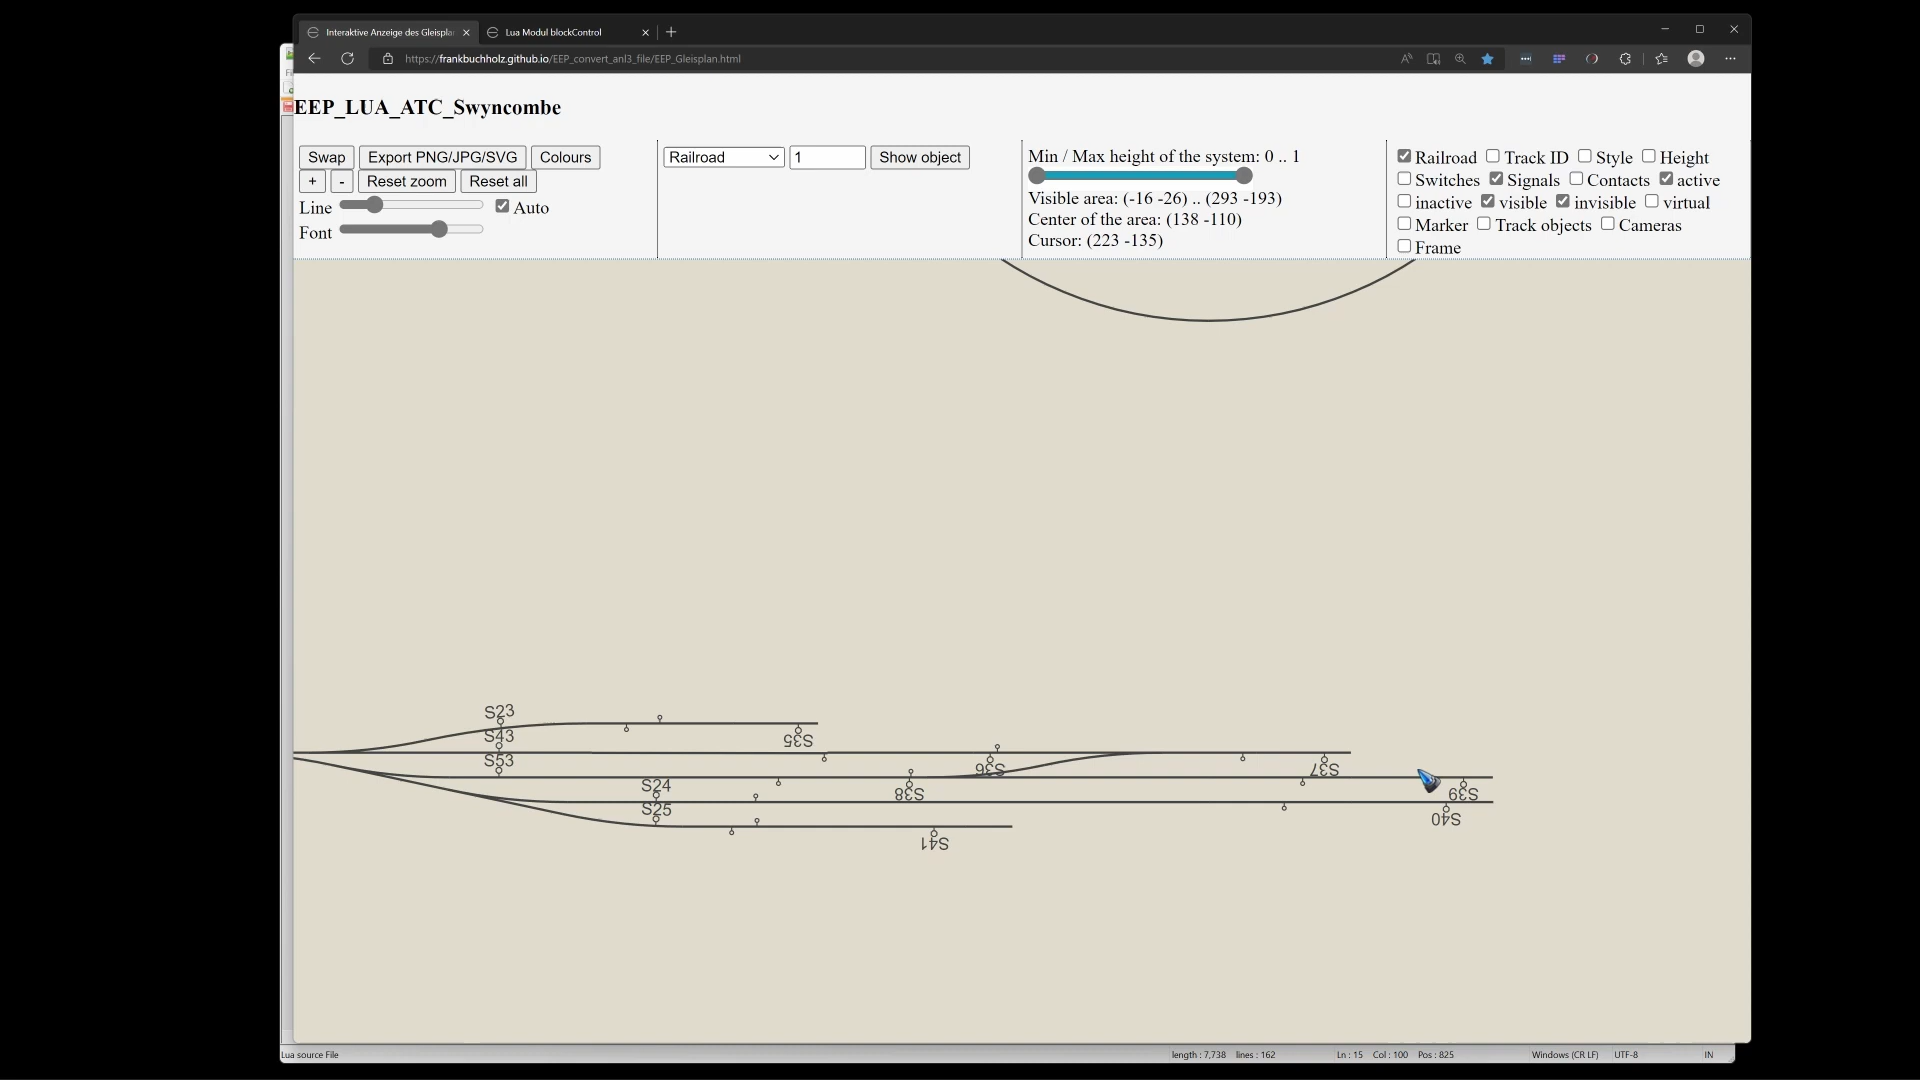 Interaktive Anzeige des Gleispla
Lua Modul blockControl
https://frankbuchholz.github.io/EEP_convert_anl3_file/EEP_Gleisplan.html
EEP_LUA_ATC_Swyncombe
Swap Export PNG/JPG/SVG Colours
+ - Reset zoom Reset all
Line Auto
Font
Railroad 1 Show object
Min / Max height of the system: 0 .. 1
Visible area: (-16 -26) .. (293 -193)
Center of the area: (138 -110)
Cursor: (223 -135)
Railroad Track ID Style Height
Switches Signals Contacts active
inactive visible invisible virtual
Marker Track objects Cameras
Frame
S23
S43 S35
S53 S36 S37
S24 S38 S39
S25 S40
S41
Lua source File length : 7,738 lines : 162 Ln : 15 Col : 100 Pos : 825 Windows (CR LF) UTF-8 IN